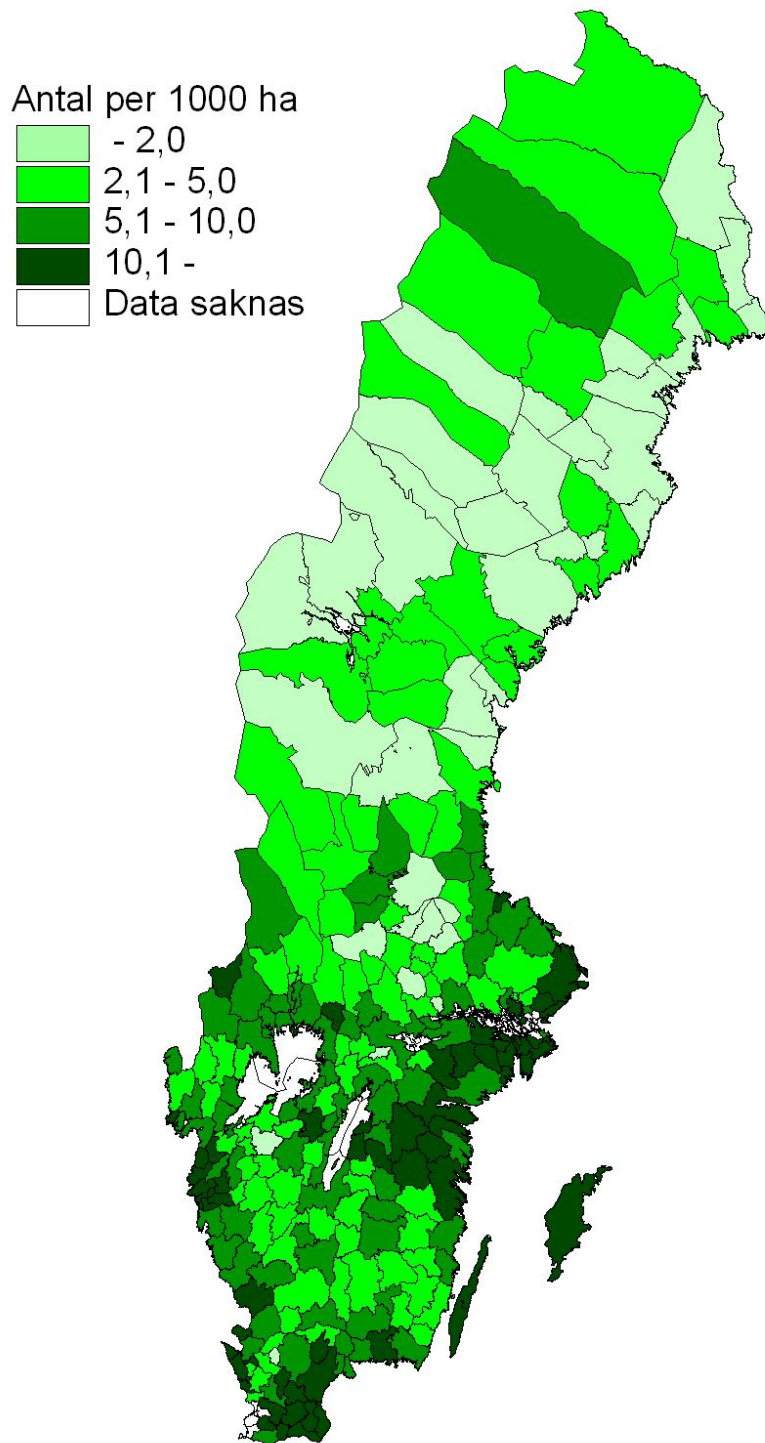 Antal per 1000 ha
- 2,0
2,1 - 5,0
5,1 - 10,0
10,1 -
Data saknas